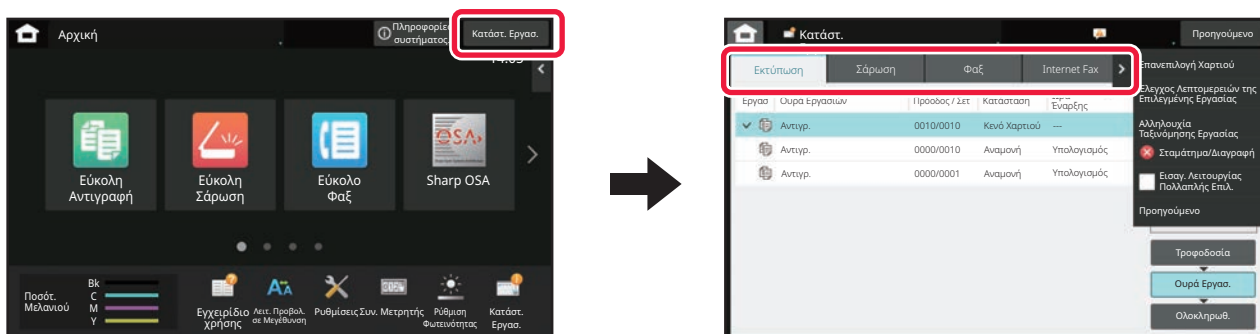 Αρχική
Πληροφορίες
συστήματος
Κατάστ. Εργασ.
Εύκολη
Αντιγραφή
Εύκολη
Σάρωση
Εύκολο
Φαξ
Sharp OSA
Ποσότ.
Μελανιού
Bk
C
M
Y
Εγχειρίδιο
χρήσης
Λειτ. Προβολ.
σε Μεγέθυνση
Ρυθμίσεις
Συν. Μετρητής
Ρύθμιση
Φωτεινότητας
Κατάστ.
Εργασ.
Κατάστ.
Προηγούμενο
Εκτύπωση
Σάρωση
Φαξ
Internet Fax
Εργασ
Ουρά Εργασιών
Πρόοδος / Σετ
Κατάσταση
Έναρξης
Αντιγρ.
0010/0010
Κενό Χαρτιού
---
Αντιγρ.
0000/0010
Αναμονή
Υπολογισμός
Αντιγρ.
0000/0001
Αναμονή
Υπολογισμός
Επανεπιλογή Χαρτιού
Έλεγχος Λεπτομερειών της
Επιλεγμένης Εργασίας
Αλληλουχία
Ταξινόμησης Εργασίας
Σταμάτημα/Διαγραφή
Εισαγ. Λειτουργίας
Πολλαπλής Επιλ.
Προηγούμενο
Τροφοδοσία
Ουρά Εργασ.
Ολοκληρωθ.